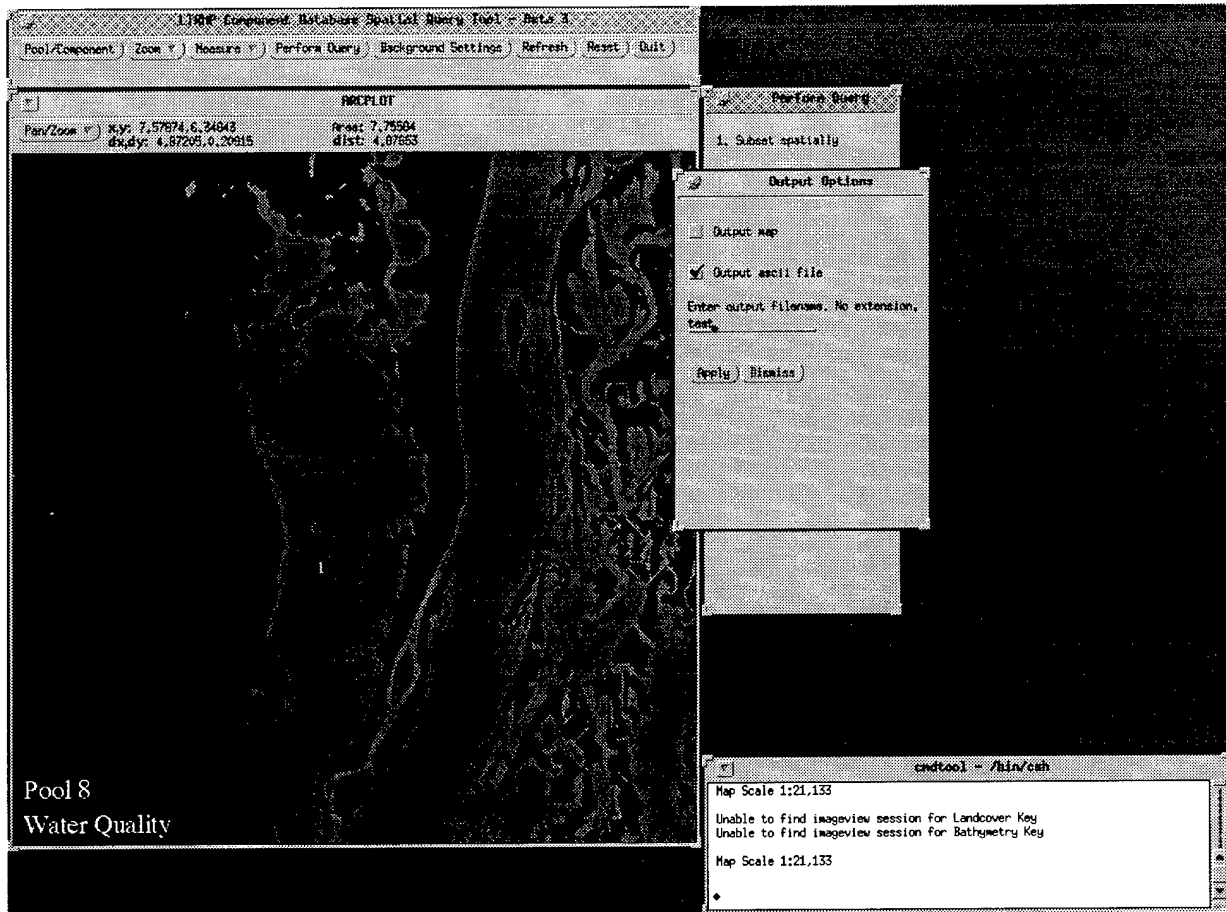 LTRMP Component Database Spatial Query Tool - Beta 3
Pool/Component Zoom Measure Perform Query Background Settings Refresh Reset Quit
ARCPLOT
Pan/Zoom x,y: 7.57874,6.34843 Area: 7.75504
dx,dy: 4.87205,0.20915 dist: 4.87653
Perform Query
1. Subset spatially
Output Options
Output map
Output ascii file
Enter output filename. No extension.
test
Apply Dismiss
1
Pool 8
Water Quality
cmdtool - /bin/csh
Map Scale 1:21,133
Unable to find imageview session for Landcover Key
Unable to find imageview session for Bathymetry Key
Map Scale 1:21,133